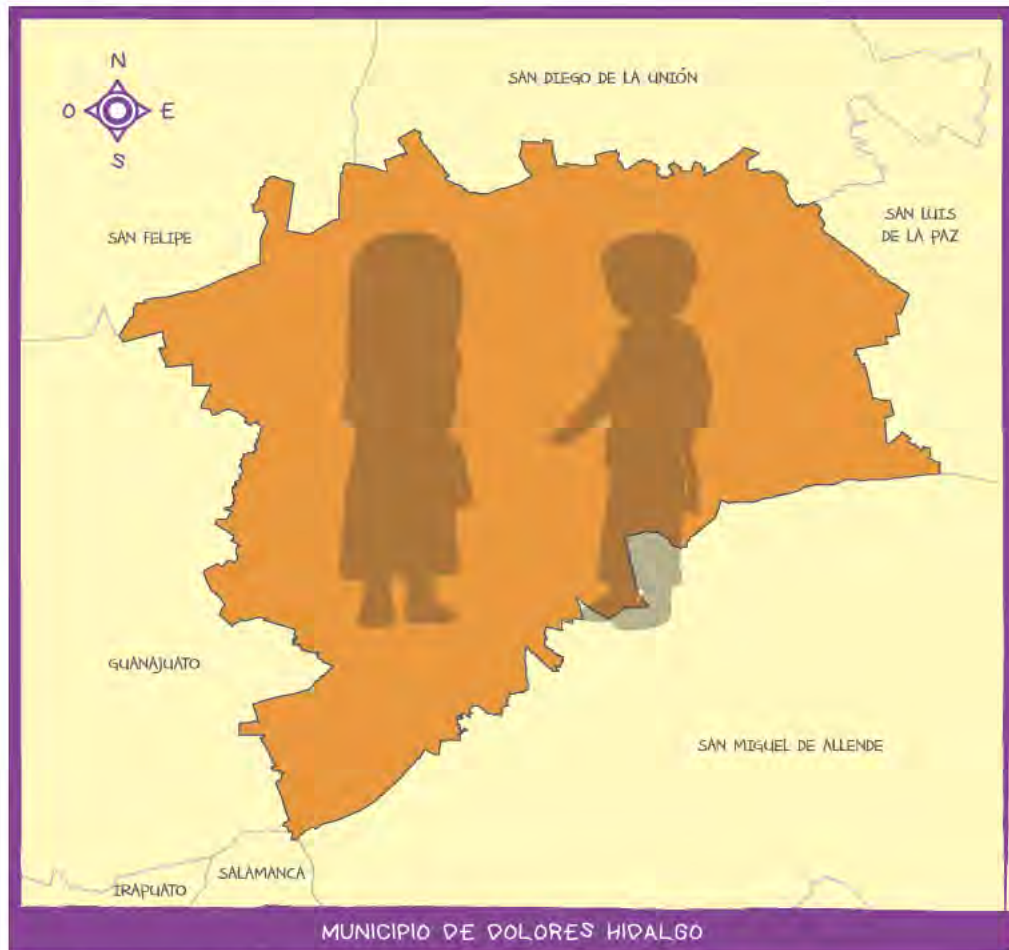 N
O E
S
SAN DIEGO DE LA UNIÓN
SAN FELIPE
SAN LUIS
DE LA PAZ
GUANAJUATO
SAN MIGUEL DE ALLENDE
SALAMANCA
IRAPUATO
MUNICIPIO DE DOLORES HIDALGO